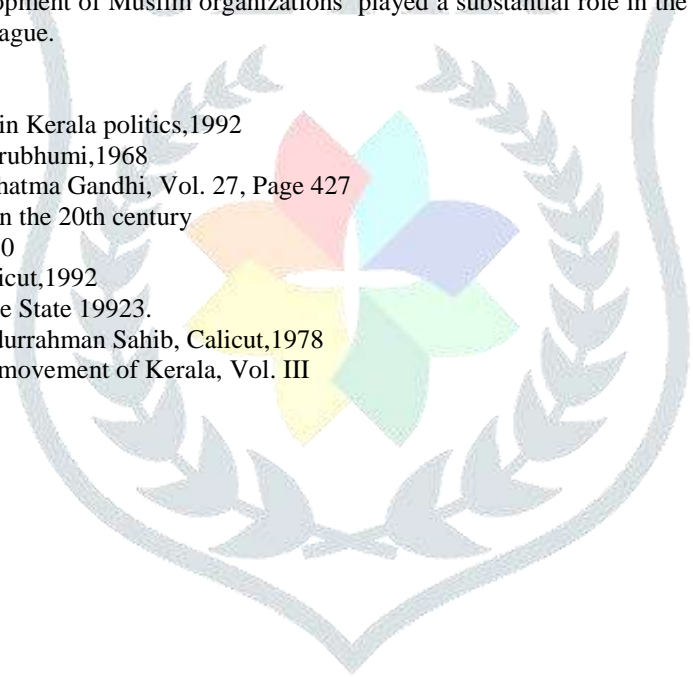 opment of Muslim organizations played a substantial role in the
ague.
in Kerala politics,1992
rubhumi,1968
hatma Gandhi, Vol. 27, Page 427
n the 20th century
0
icut,1992
e State 19923.
durrahman Sahib, Calicut,1978
movement of Kerala, Vol. III